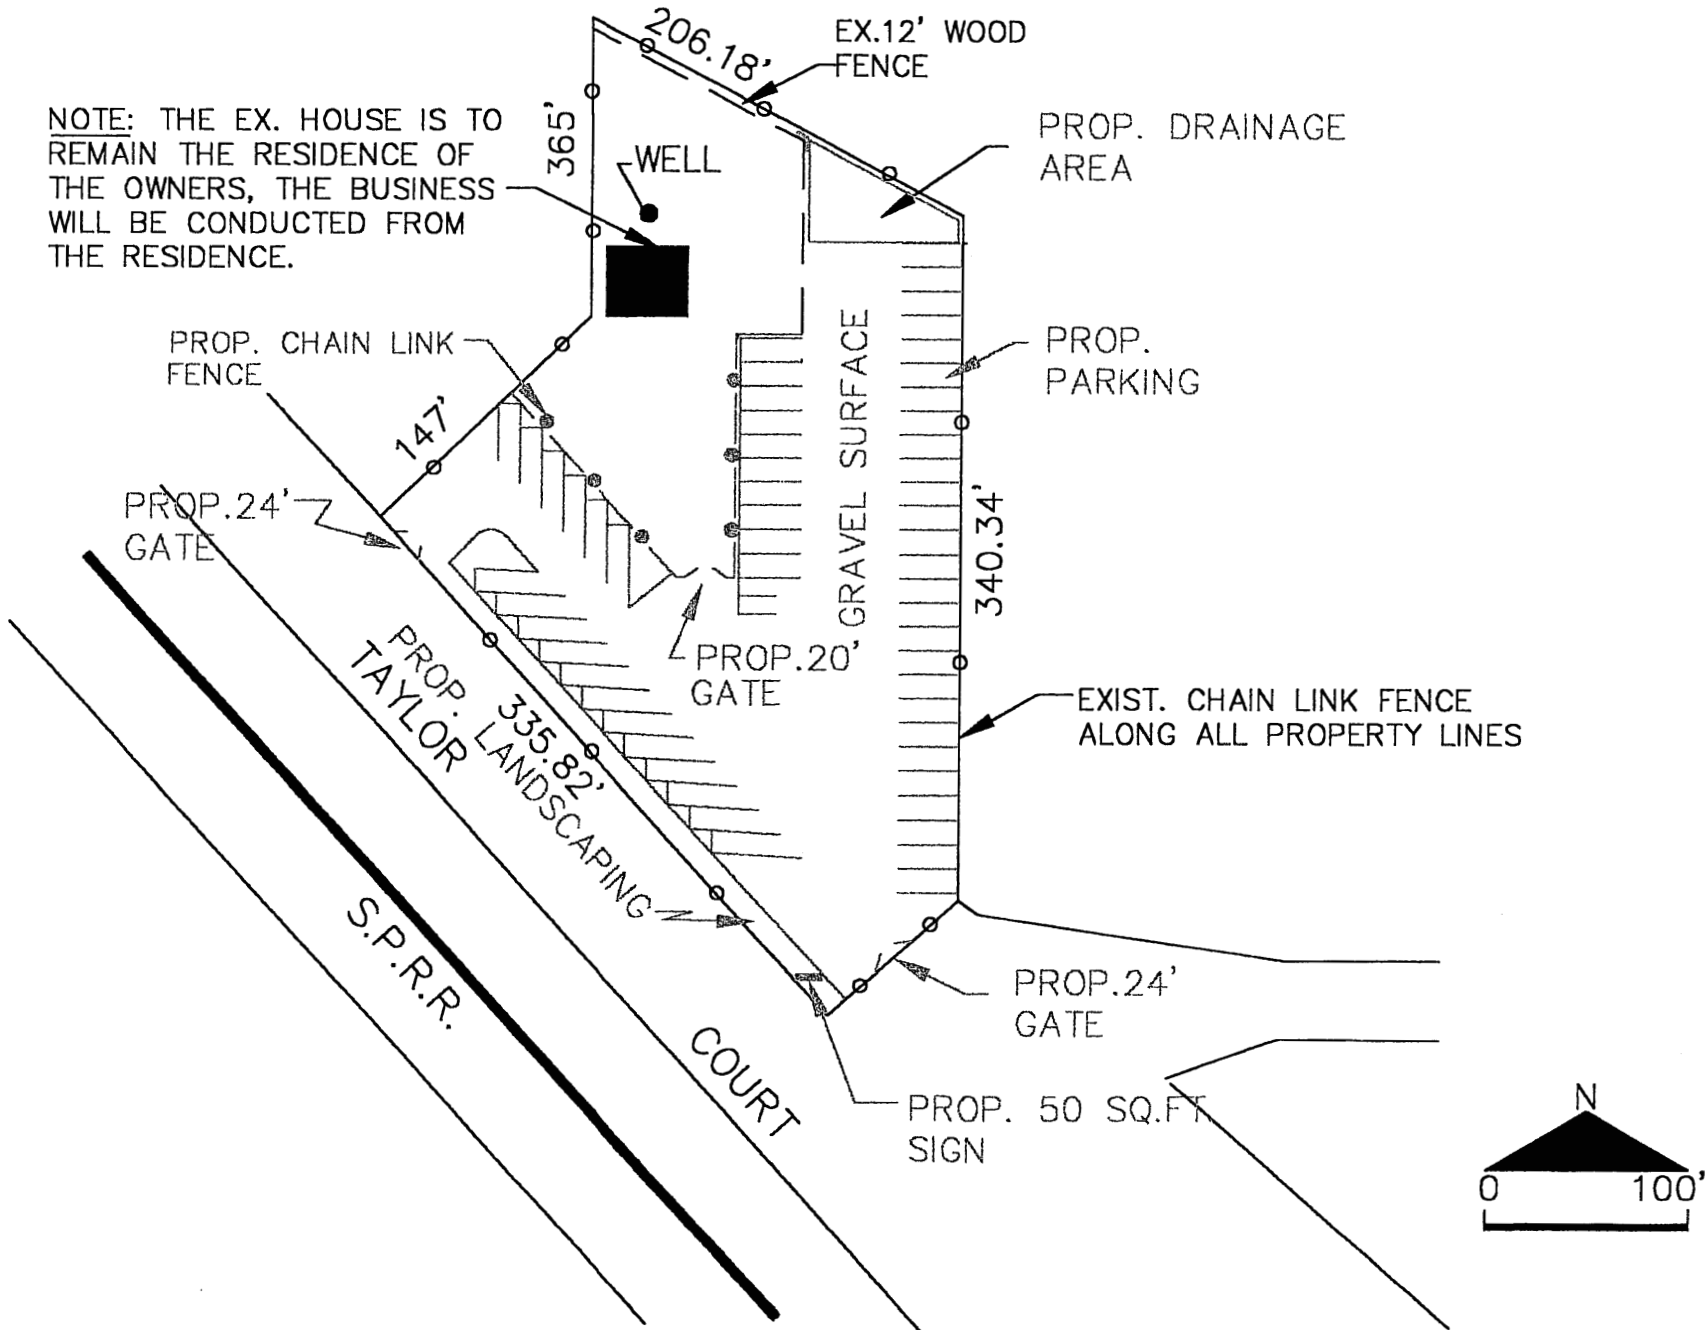 206.18'
EX.12' WOOD
FENCE
NOTE: THE EX. HOUSE IS TO
REMAIN THE RESIDENCE OF
THE OWNERS, THE BUSINESS
WILL BE CONDUCTED FROM
THE RESIDENCE.
365'
WELL
PROP. DRAINAGE
AREA
PROP. CHAIN LINK
FENCE
GRAVEL SURFACE
PROP.
PARKING
147'
PROP.24'
GATE
340.34'
PROP.20'
GATE
PROP. LANDSCAPING
335.82'
TAYLOR COURT
EXIST. CHAIN LINK FENCE
ALONG ALL PROPERTY LINES
S.P.R.R.
PROP.24'
GATE
PROP. 50 SQ.FT
SIGN
N
0 100'